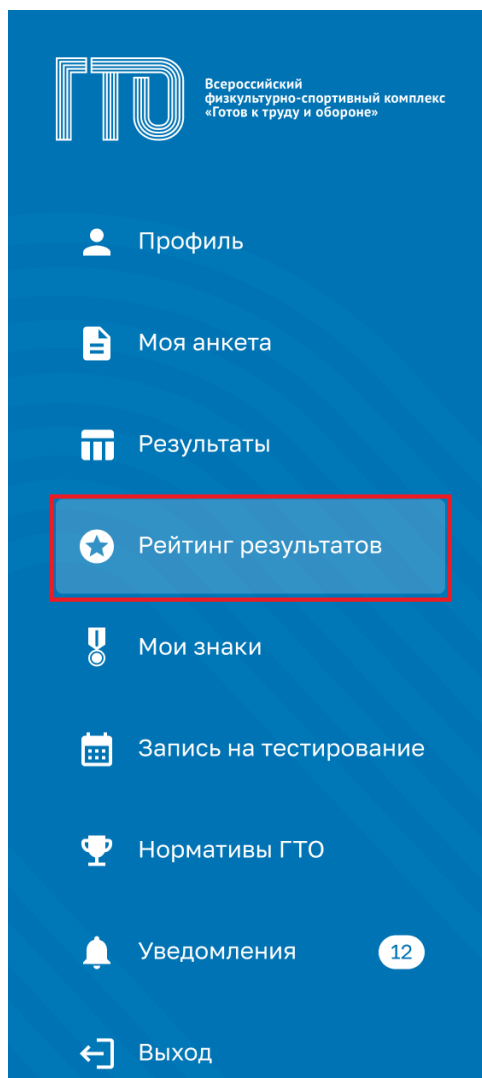 ГТО
Всероссийский
физкультурно-спортивный комплекс
«Готов к труду и обороне»
Профиль
Моя анкета
Результаты
Рейтинг результатов
Мои знаки
Запись на тестирование
Нормативы ГТО
Уведомления 12
Выход